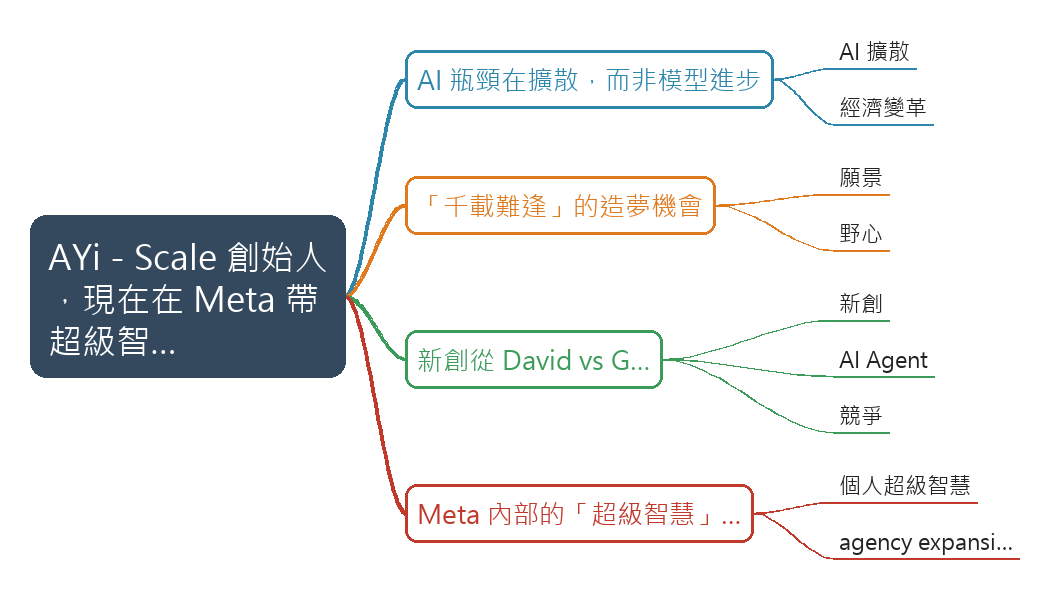 AYi - Scale 創始人
，現在在 Meta 帶
超級智...
AI 瓶頸在擴散，而非模型進步
AI 擴散
經濟變革
「千載難逢」的造夢機會
願景
野心
新創從 David vs G...
新創
AI Agent
競爭
Meta 內部的「超級智慧」...
個人超級智慧
agency expansi...